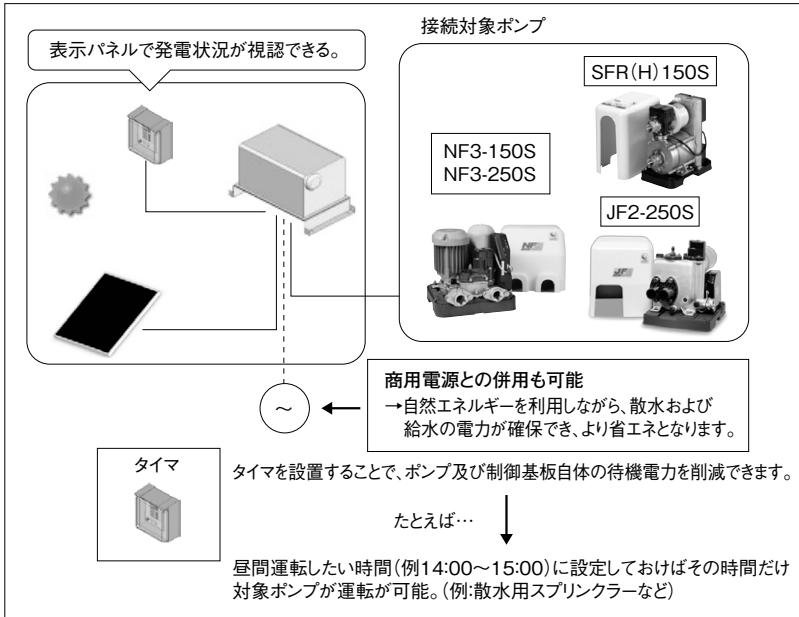 接続対象ポンプ
表示パネルで発電状況が視認できる。
SFR(H)150S
NF3-150S
NF3-250S
JF2-250S
NF3
JF
商用電源との併用も可能
→自然エネルギーを利用しながら、散水および
給水の電力が確保でき、より省エネとなります。
～
タイマ
タイマを設置することで、ポンプ及び制御基板自体の待機電力を削減できます。
たとえば…
昼間運転したい時間(例14:00～15:00)に設定しておけばその時間だけ
対象ポンプが運転が可能。(例:散水用スプリンクラーなど)